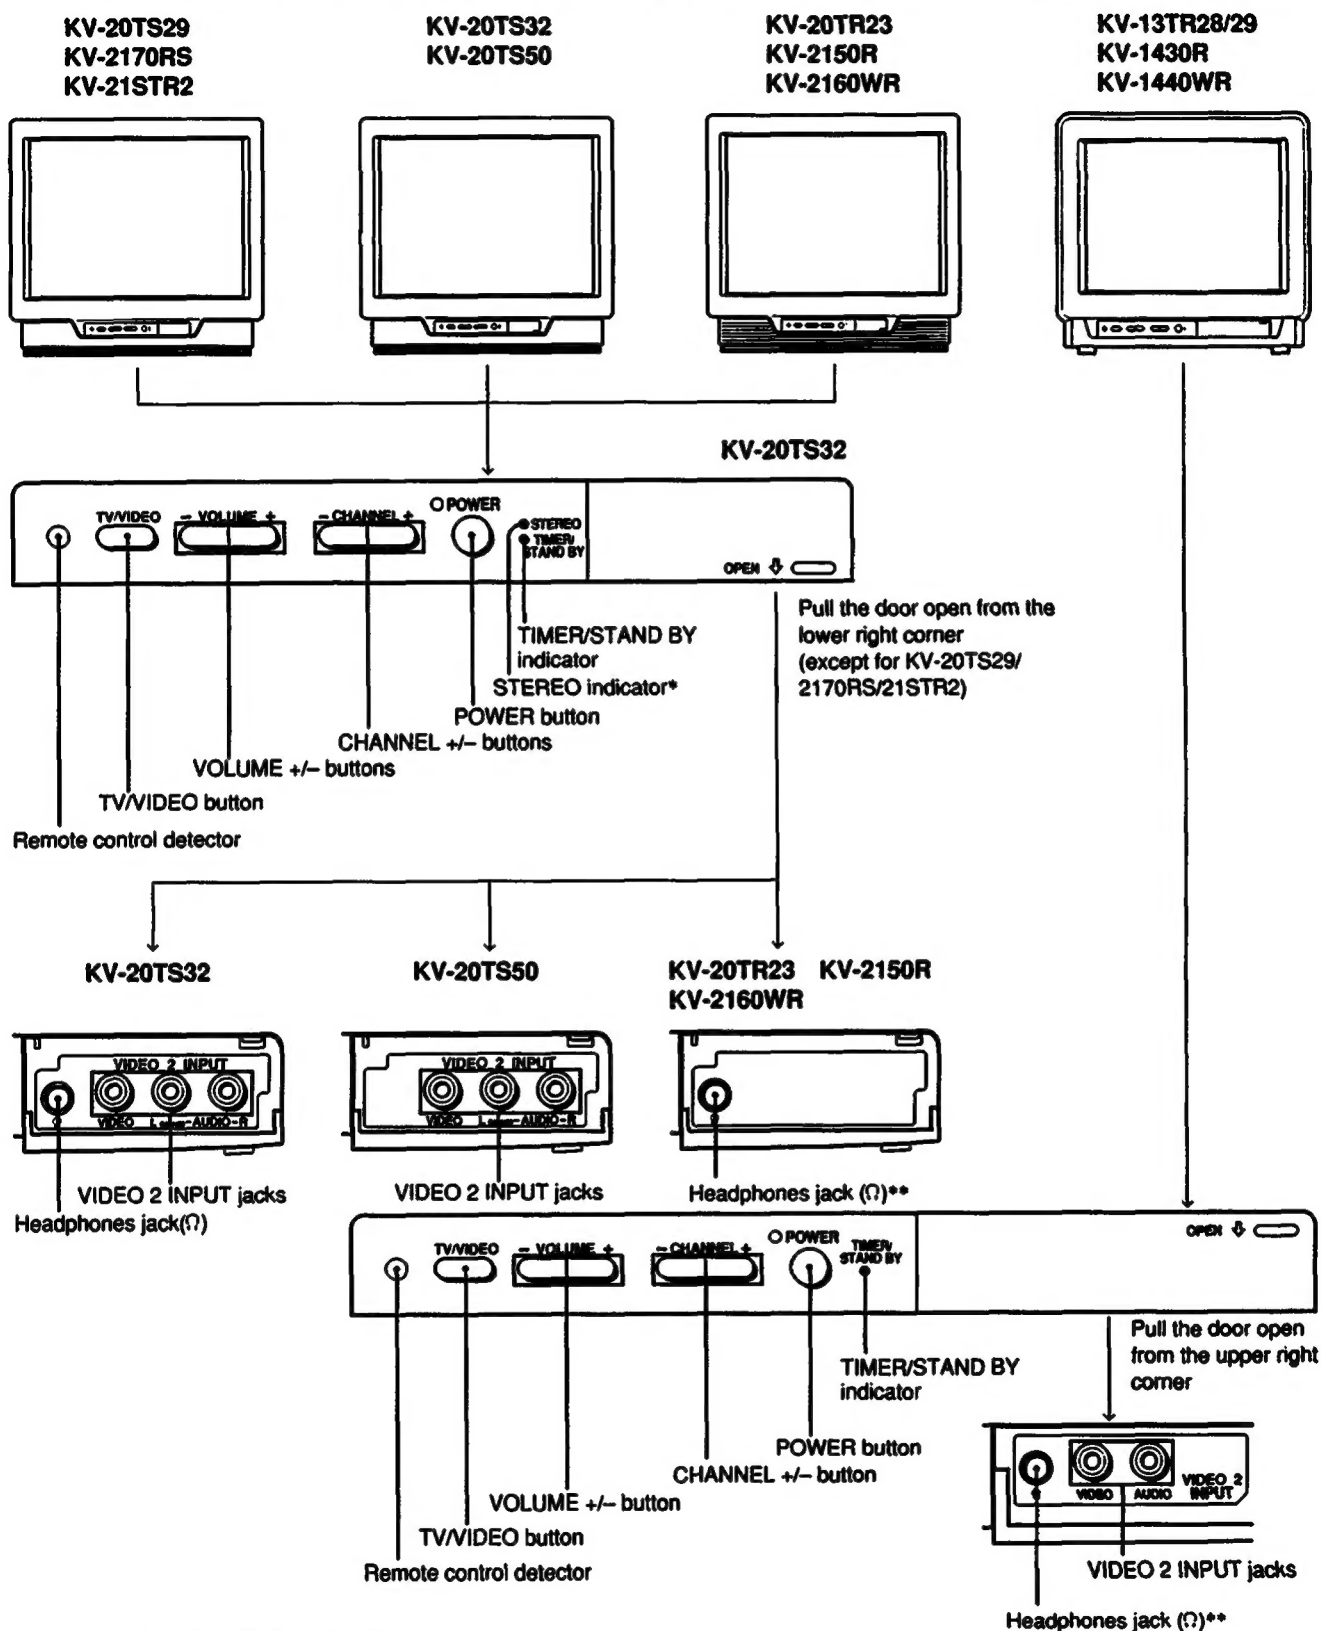 KV-20TS29
KV-2170RS
KV-21STR2
KV-20TS32
KV-20TS50
KV-20TR23
KV-2150R
KV-2160WR
KV-13TR28/29
KV-1430R
KV-1440WR
KV-20TS32
TV/VIDEO
– VOLUME +
– CHANNEL +
POWER
STEREO
TIMER/
STAND BY
OPEN
TIMER/STAND BY
indicator
STEREO indicator*
POWER button
CHANNEL +/– buttons
VOLUME +/– buttons
TV/VIDEO button
Remote control detector
Pull the door open from the
lower right corner
(except for KV-20TS29/
2170RS/21STR2)
KV-20TS32
VIDEO 2 INPUT
VIDEO L -AUDIO-R
VIDEO 2 INPUT jacks
Headphones jack(Ω)
KV-20TS50
VIDEO 2 INPUT
VIDEO L -AUDIO-R
VIDEO 2 INPUT jacks
KV-20TR23 KV-2150R
KV-2160WR
Headphones jack (Ω)**
TV/VIDEO
– VOLUME +
– CHANNEL +
POWER
TIMER/
STAND BY
OPEN
TIMER/STAND BY
indicator
POWER button
CHANNEL +/– button
VOLUME +/– button
TV/VIDEO button
Remote control detector
Pull the door open
from the upper right
corner
VIDEO AUDIO
VIDEO 2
INPUT
VIDEO 2 INPUT jacks
Headphones jack (Ω)**